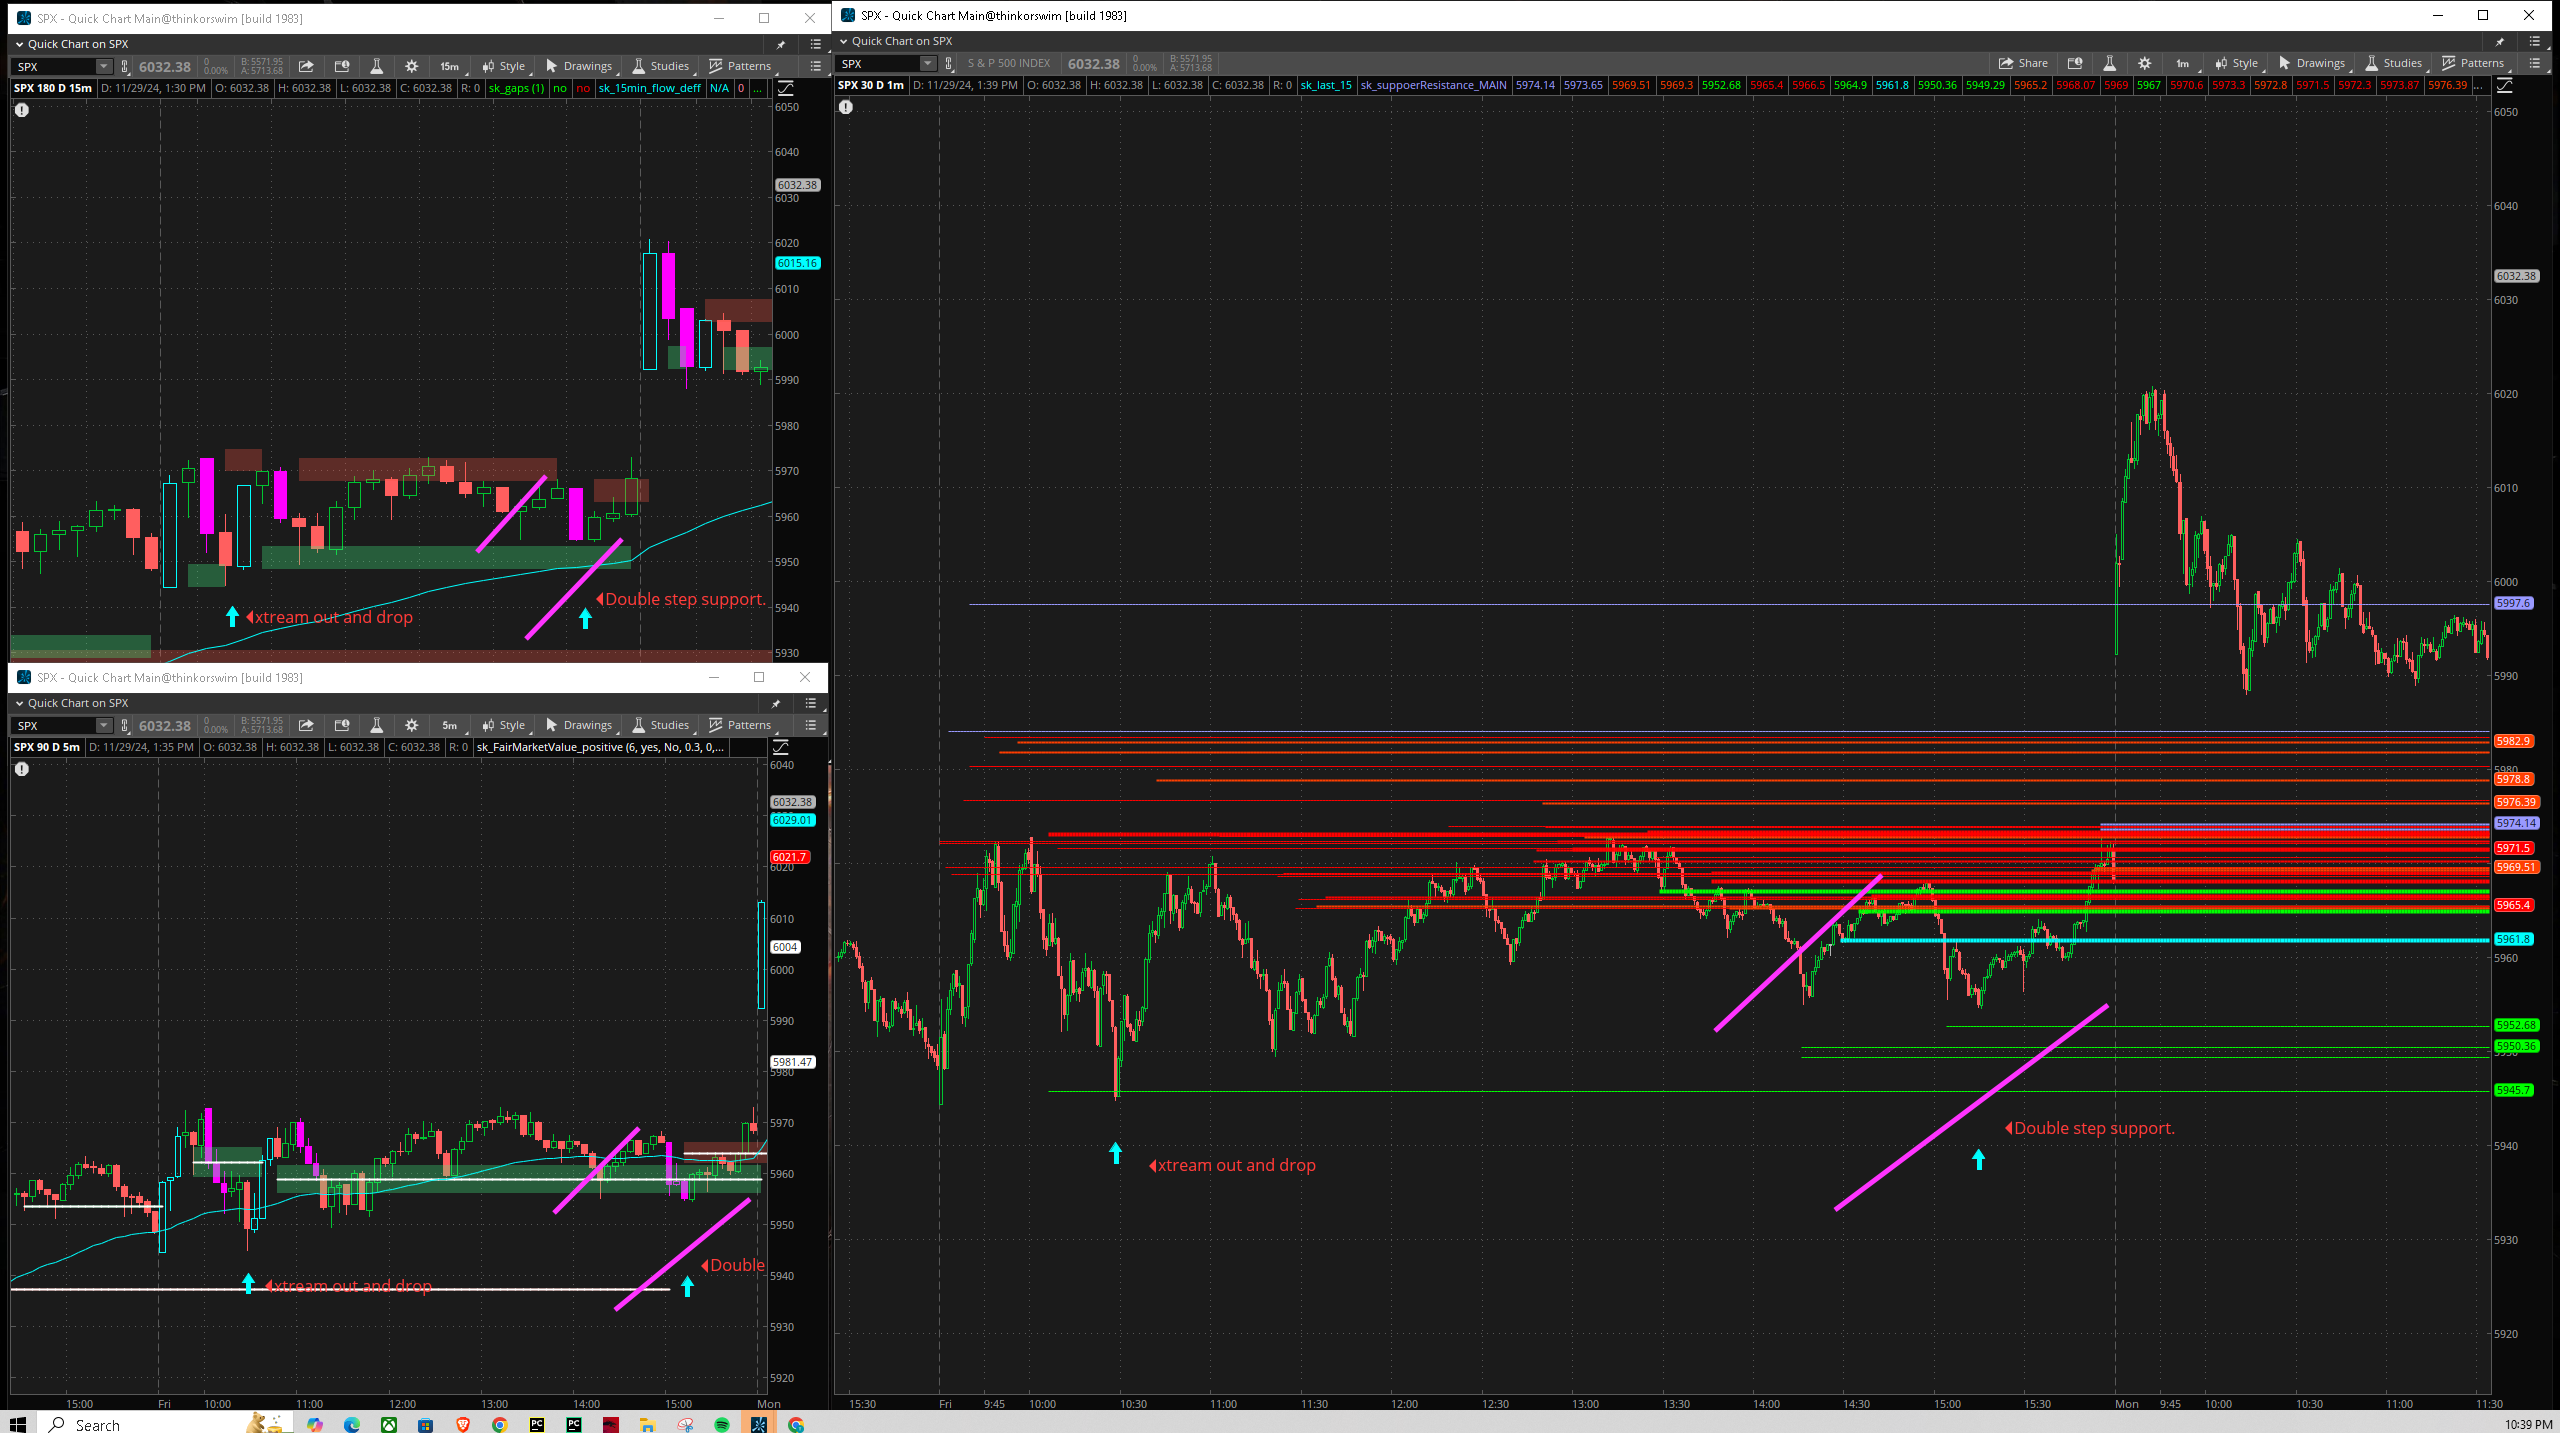 SPX - Quick Chart Main@thinkorswim [build 1983]
Quick Chart on SPX
SPX 6032.38 0 0.00% B: 5571.95 A: 5713.68 15m Style Drawings Studies Patterns
SPX 180 D 15m D: 11/29/24, 1:30 PM O: 6032.38 H: 6032.38 L: 6032.38 C: 6032.38 R: 0 sk_gaps (1) no no sk_15min_flow_deff N/A 0 ...
6050
6040
6032.38
6030
6020
6015.16
6010
6000
5990
5980
5970
5960
5950
5940
5930
Double step support.
xtream out and drop
SPX - Quick Chart Main@thinkorswim [build 1983]
Quick Chart on SPX
SPX 6032.38 0 0.00% B: 5571.95 A: 5713.68 5m Style Drawings Studies Patterns
SPX 90 D 5m D: 11/29/24, 1:35 PM O: 6032.38 H: 6032.38 L: 6032.38 C: 6032.38 R: 0 sk_FairMarketValue_positive (6, yes, No, 0.3, 0,...
6040
6032.38
6029.01
6021.7
6020
6010
6004
6000
5990
5981.47
5980
5970
5960
5950
5940
5930
5920
Double
xtream out and drop
15:00 Fri 10:00 11:00 12:00 13:00 14:00 15:00 Mon
SPX - Quick Chart Main@thinkorswim [build 1983]
Quick Chart on SPX
SPX S & P 500 INDEX 6032.38 0 0.00% B: 5571.95 A: 5713.68 Share 1m Style Drawings Studies Patterns
SPX 30 D 1m D: 11/29/24, 1:39 PM O: 6032.38 H: 6032.38 L: 6032.38 C: 6032.38 R: 0 sk_last_15 sk_suppoerResistance_MAIN 5974.14 5973.65 5969.51 5969.3 5952.68 5965.4 5966.5 5964.9 5961.8 5950.36 5949.29 5965.2 5968.07 5969 5967 5970.6 5973.3 5972.8 5971.5 5972.3 5973.87 5976.39 ...
6050
6040
6032.38
6030
6020
6010
6000
5997.6
5990
5982.9
5980
5978.8
5976.39
5974.14
5971.5
5969.51
5965.4
5961.8
5960
5952.68
5950.36
5945.7
5940
5930
5920
Double step support.
xtream out and drop
15:30 Fri 9:45 10:00 10:30 11:00 11:30 12:00 12:30 13:00 13:30 14:00 14:30 15:00 15:30 Mon 9:45 10:00 10:30 11:00 11:30
Search
10:39 PM